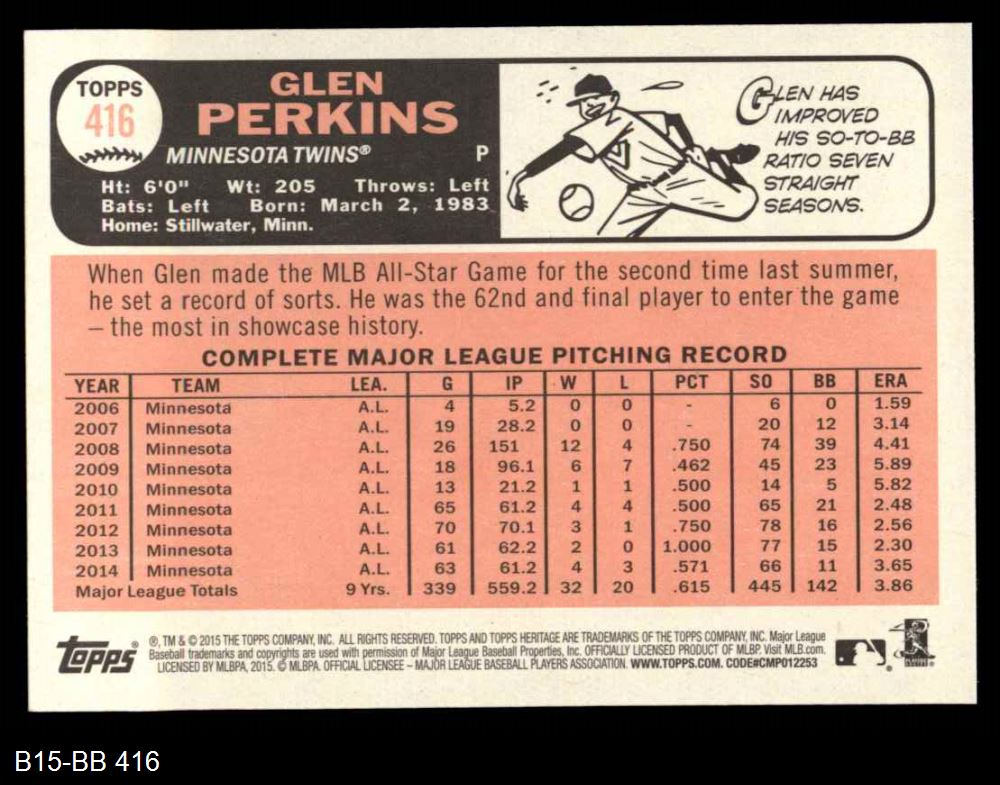 TOPPS
416
GLEN
PERKINS
MINNESOTA TWINS® P
Ht: 6'0" Wt: 205 Throws: Left
Bats: Left Born: March 2, 1983
Home: Stillwater, Minn.
GLEN HAS
IMPROVED
HIS SO-TO-BB
RATIO SEVEN
STRAIGHT
SEASONS.
When Glen made the MLB All-Star Game for the second time last summer,
he set a record of sorts. He was the 62nd and final player to enter the game
– the most in showcase history.
COMPLETE MAJOR LEAGUE PITCHING RECORD
YEAR TEAM LEA. G IP W L PCT SO BB ERA
2006 Minnesota A.L. 4 5.2 0 0 - 6 0 1.59
2007 Minnesota A.L. 19 28.2 0 0 - 20 12 3.14
2008 Minnesota A.L. 26 151 12 4 .750 74 39 4.41
2009 Minnesota A.L. 18 96.1 6 7 .462 45 23 5.89
2010 Minnesota A.L. 13 21.2 1 1 .500 14 5 5.82
2011 Minnesota A.L. 65 61.2 4 4 .500 65 21 2.48
2012 Minnesota A.L. 70 70.1 3 1 .750 78 16 2.56
2013 Minnesota A.L. 61 62.2 2 0 1.000 77 15 2.30
2014 Minnesota A.L. 63 61.2 4 3 .571 66 11 3.65
Major League Totals 9 Yrs. 339 559.2 32 20 .615 445 142 3.86
topps®
®, TM & © 2015 THE TOPPS COMPANY, INC. ALL RIGHTS RESERVED. TOPPS AND TOPPS HERITAGE ARE TRADEMARKS OF THE TOPPS COMPANY, INC. Major League
Baseball trademarks and copyrights are used with permission of Major League Baseball Properties, Inc. OFFICIALLY LICENSED PRODUCT OF MLBP. Visit MLB.com.
LICENSED BY MLBPA, 2015. © MLBPA. OFFICIAL LICENSEE – MAJOR LEAGUE BASEBALL PLAYERS ASSOCIATION. WWW.TOPPS.COM. CODE#CMP012253
B15-BB 416